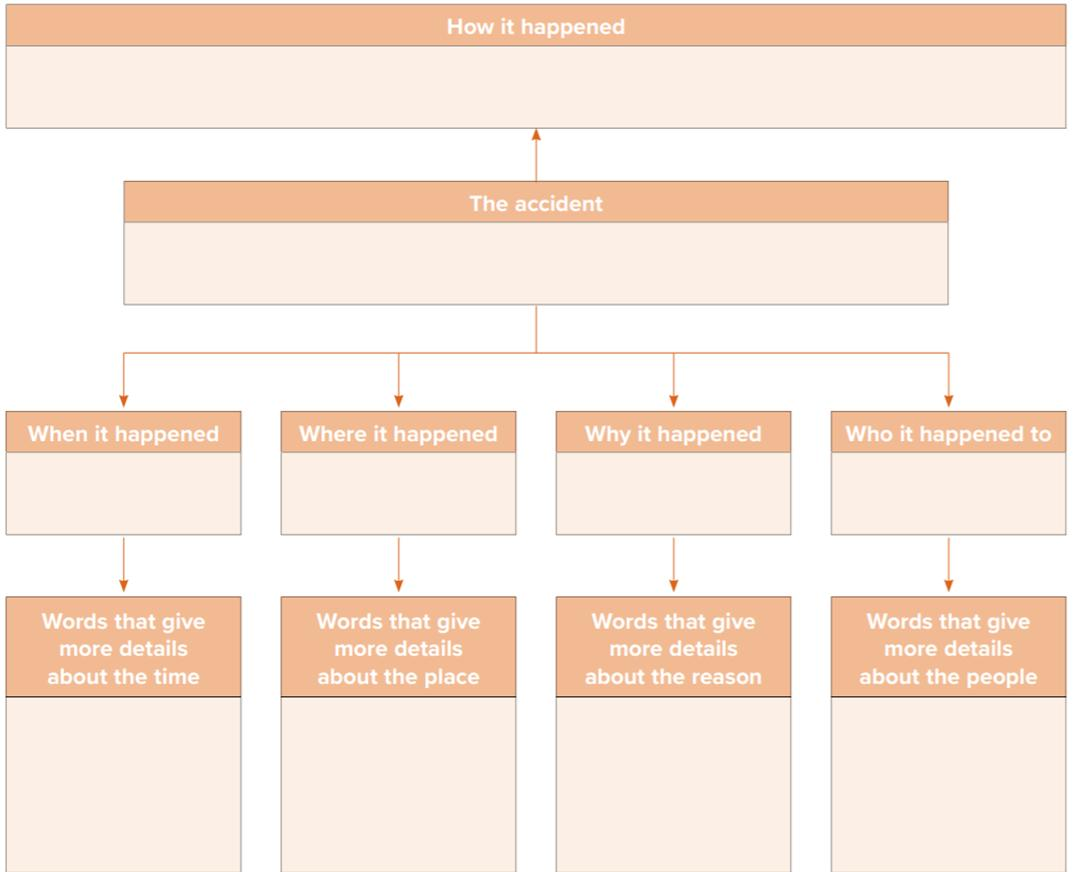 How it happened
The accident
When it happened
Where it happened
Why it happened
Who it happened to
Words that give
more details
about the time
Words that give
more details
about the place
Words that give
more details
about the reason
Words that give
more details
about the people